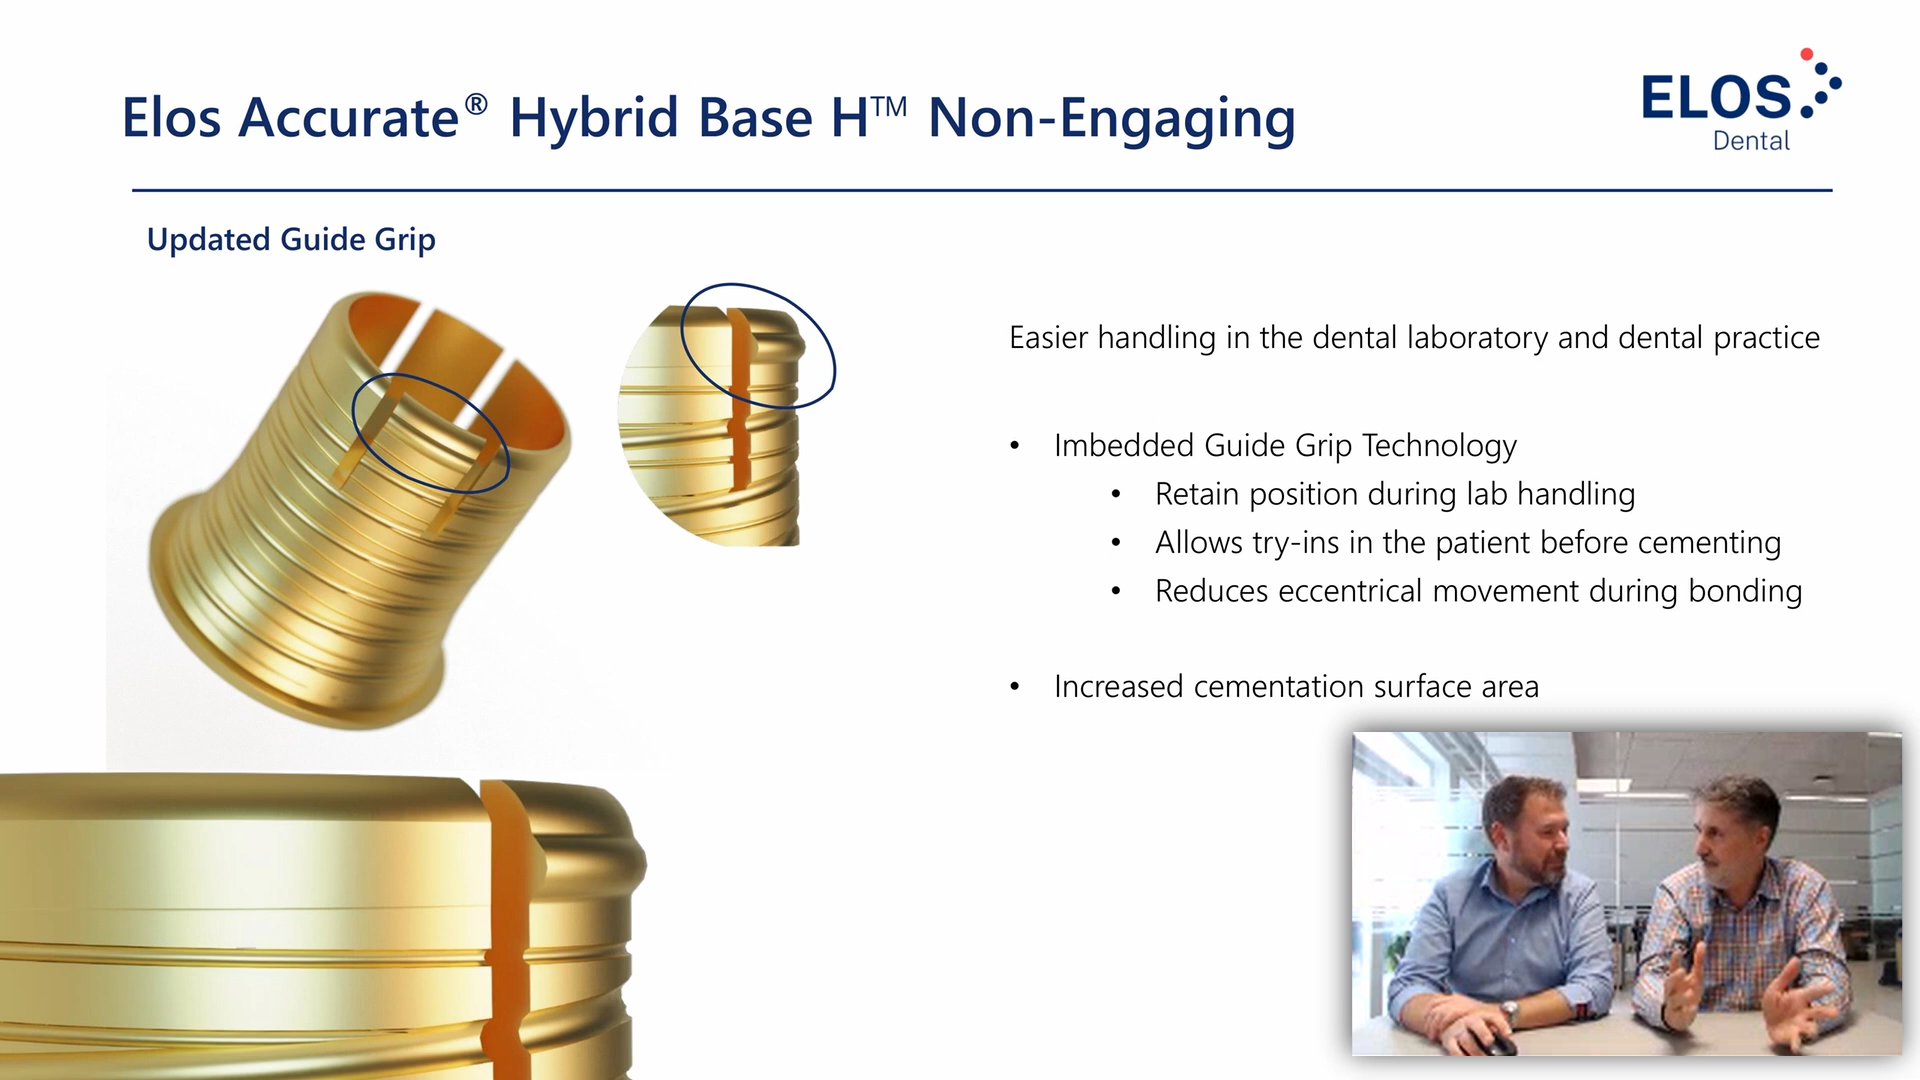 Elos Accurate® Hybrid Base H™ Non-Engaging
ELOS
Dental
Updated Guide Grip
Easier handling in the dental laboratory and dental practice
• Imbedded Guide Grip Technology
• Retain position during lab handling
• Allows try-ins in the patient before cementing
• Reduces eccentrical movement during bonding
• Increased cementation surface area